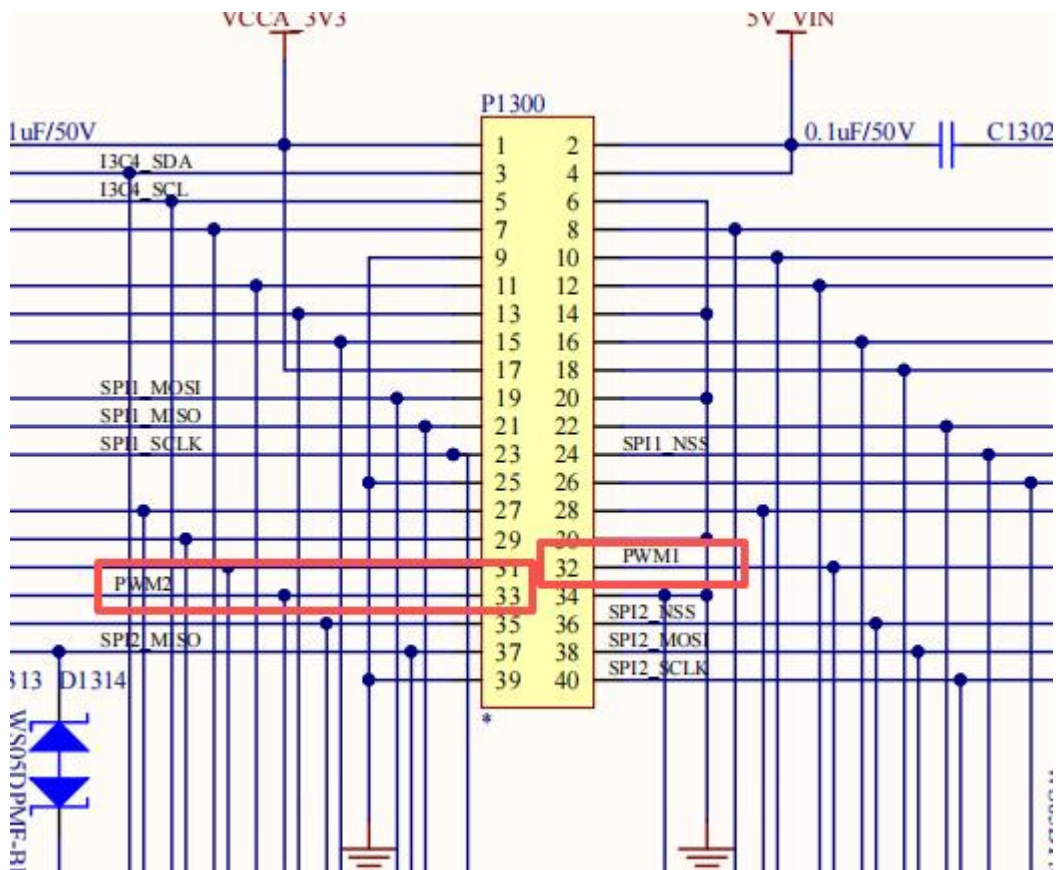 VCCA_3V3
5V_VIN
P1300
1uF/50V
1 2
0.1uF/50V
C1302
I3C4_SDA
3 4
I3C4_SCL
5 6
7 8
9 10
11 12
13 14
15 16
17 18
SPI1_MOSI
19 20
SPI1_MISO
21 22
SPI1_SCLK
23 24
SPI1_NSS
25 26
27 28
29 30
PWM1
31 32
PWM2
33 34
SPI2_NSS
35 36
SPI2_MISO
37 38
SPI2_MOSI
SPI2_SCLK
39 40
313 D1314
*